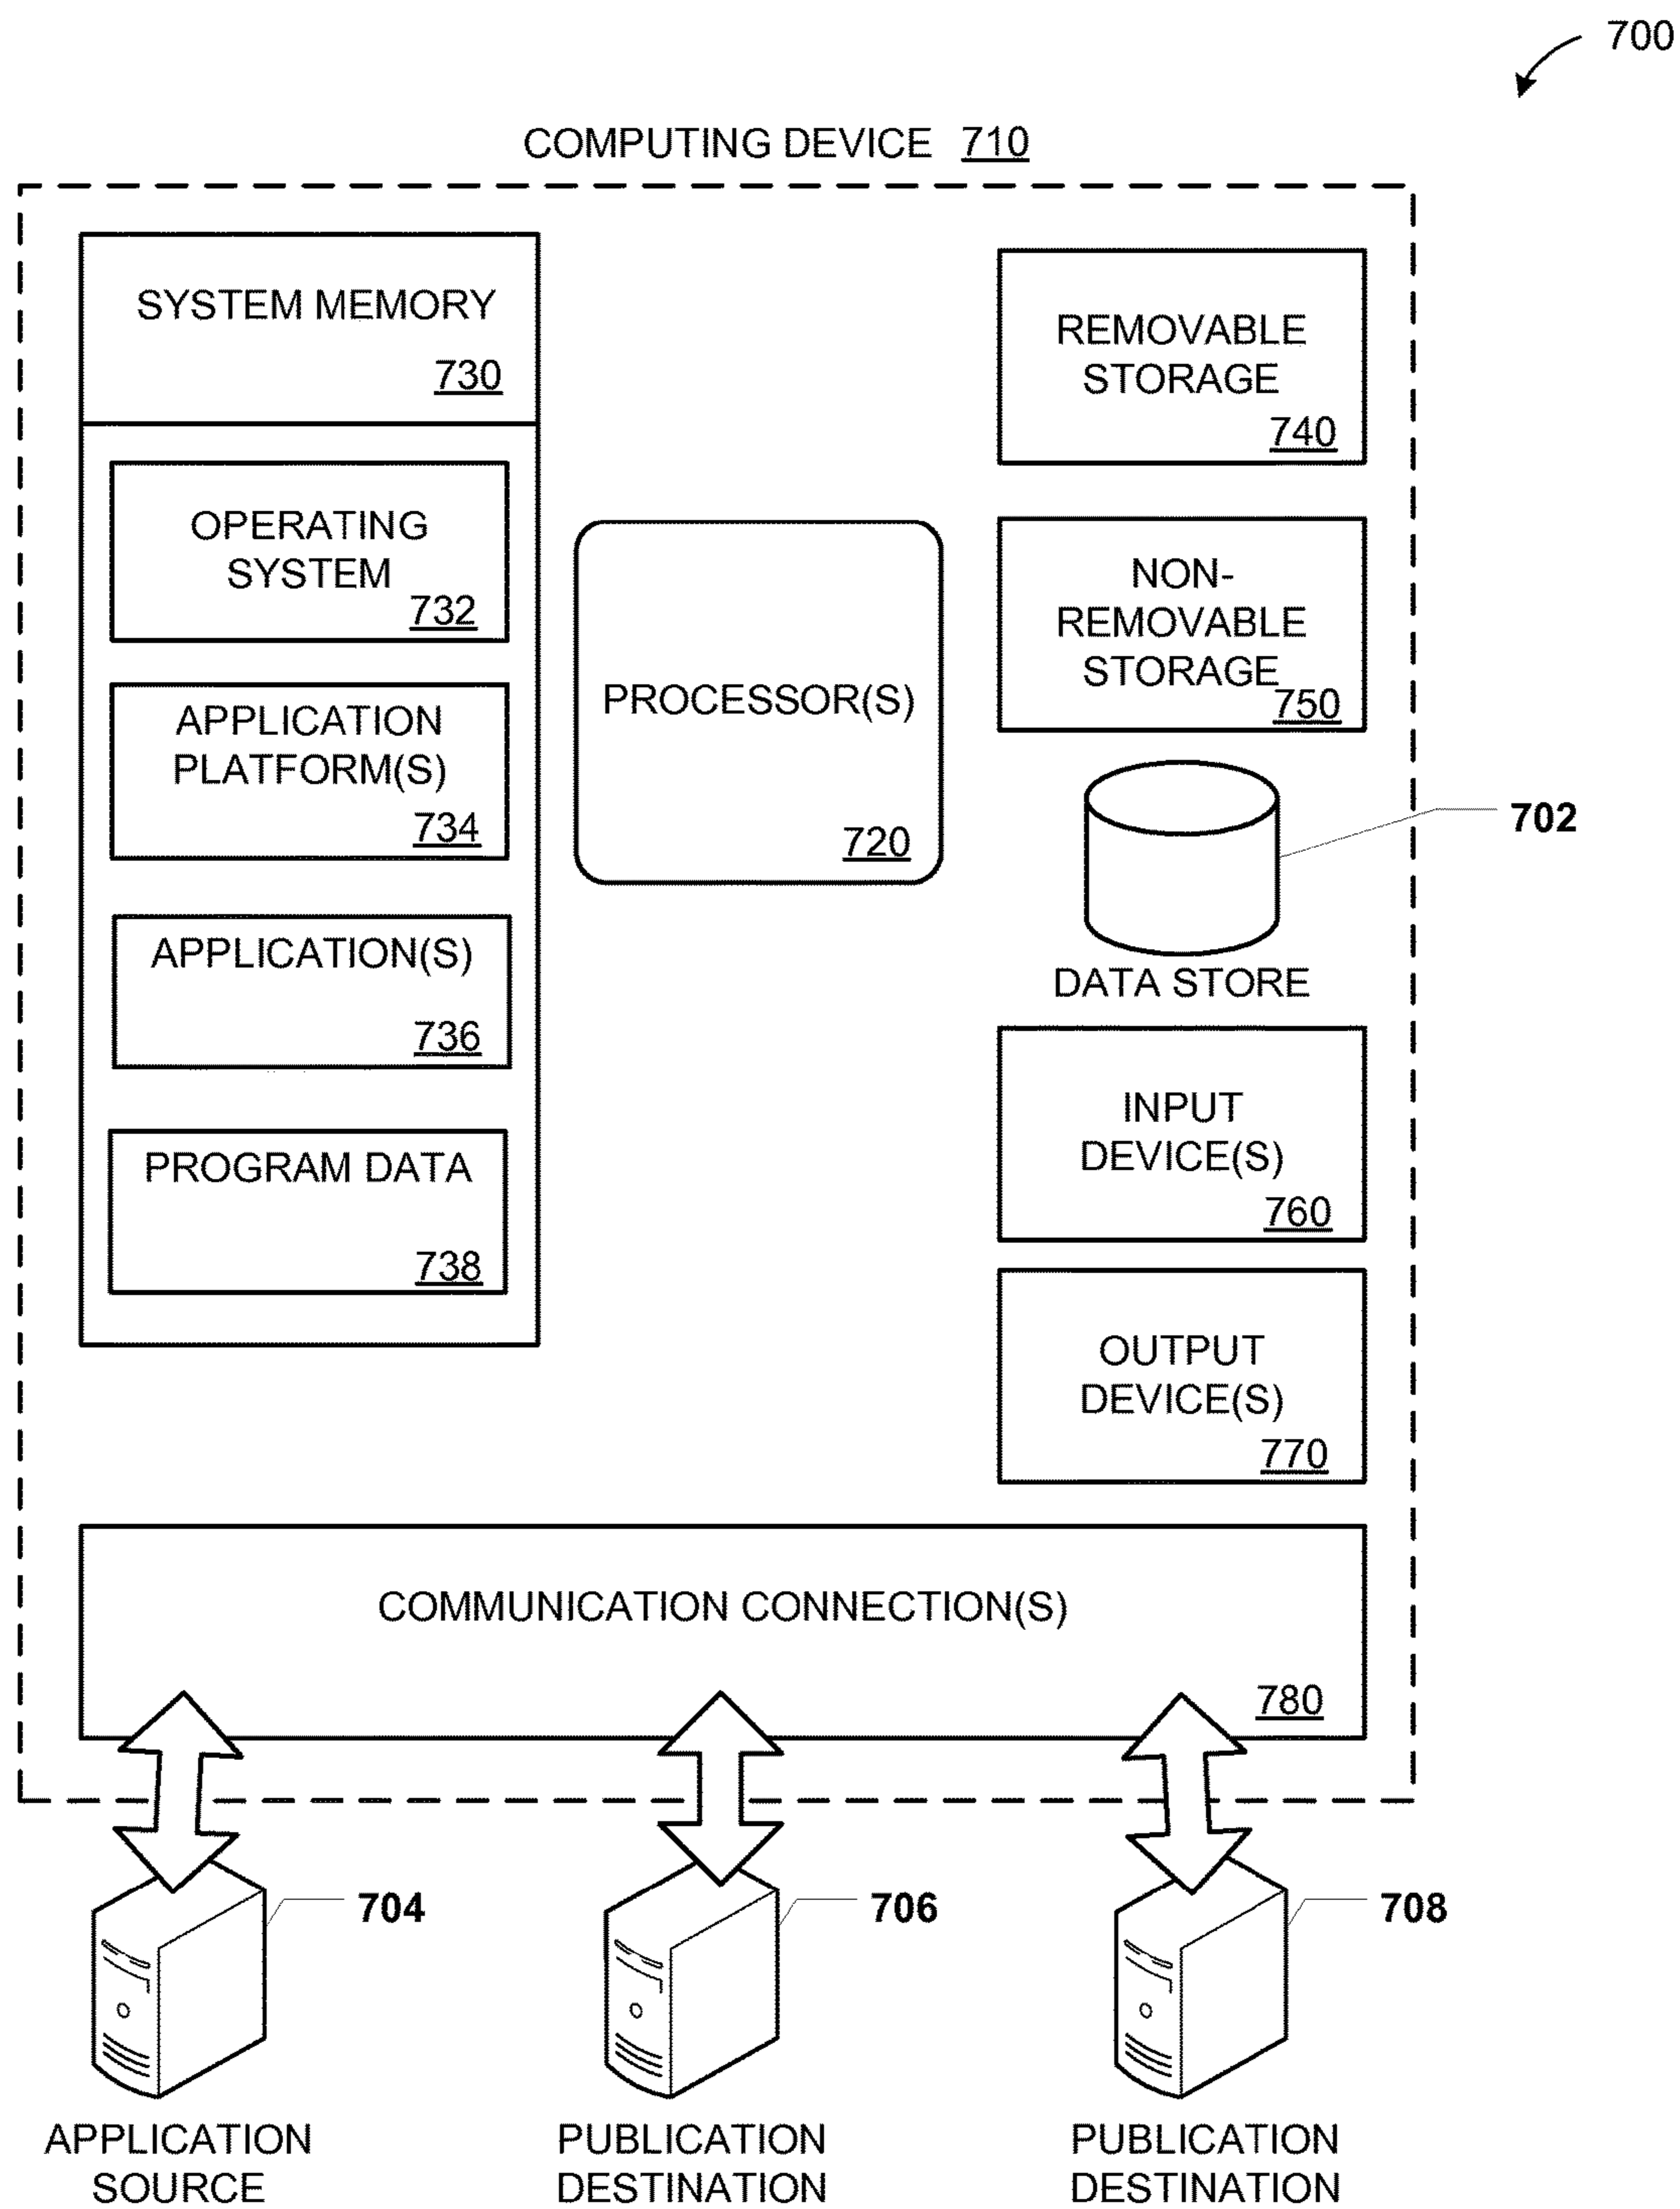 700
COMPUTING DEVICE 710
SYSTEM MEMORY
730
OPERATING
SYSTEM
732
APPLICATION
PLATFORM(S)
734
APPLICATION(S)
736
PROGRAM DATA
738
PROCESSOR(S)
720
REMOVABLE
STORAGE
740
NON-
REMOVABLE
STORAGE
750
702
DATA STORE
INPUT
DEVICE(S)
760
OUTPUT
DEVICE(S)
770
COMMUNICATION CONNECTION(S)
780
704
706
708
APPLICATION
SOURCE
PUBLICATION
DESTINATION
PUBLICATION
DESTINATION